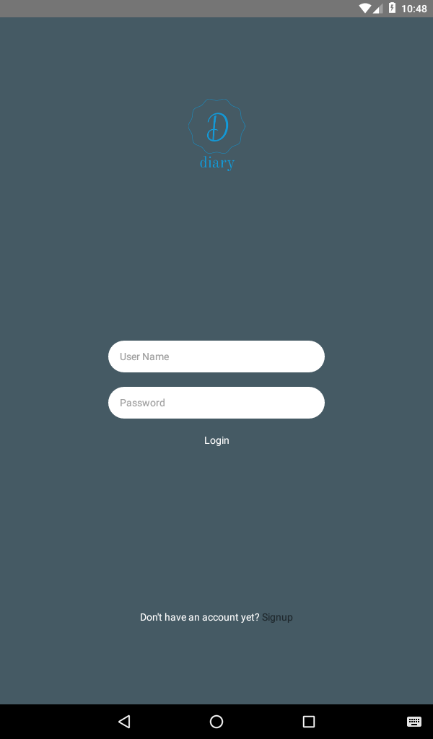 10:48
D
diary
User Name
Password
Login
Don't have an account yet? Signup